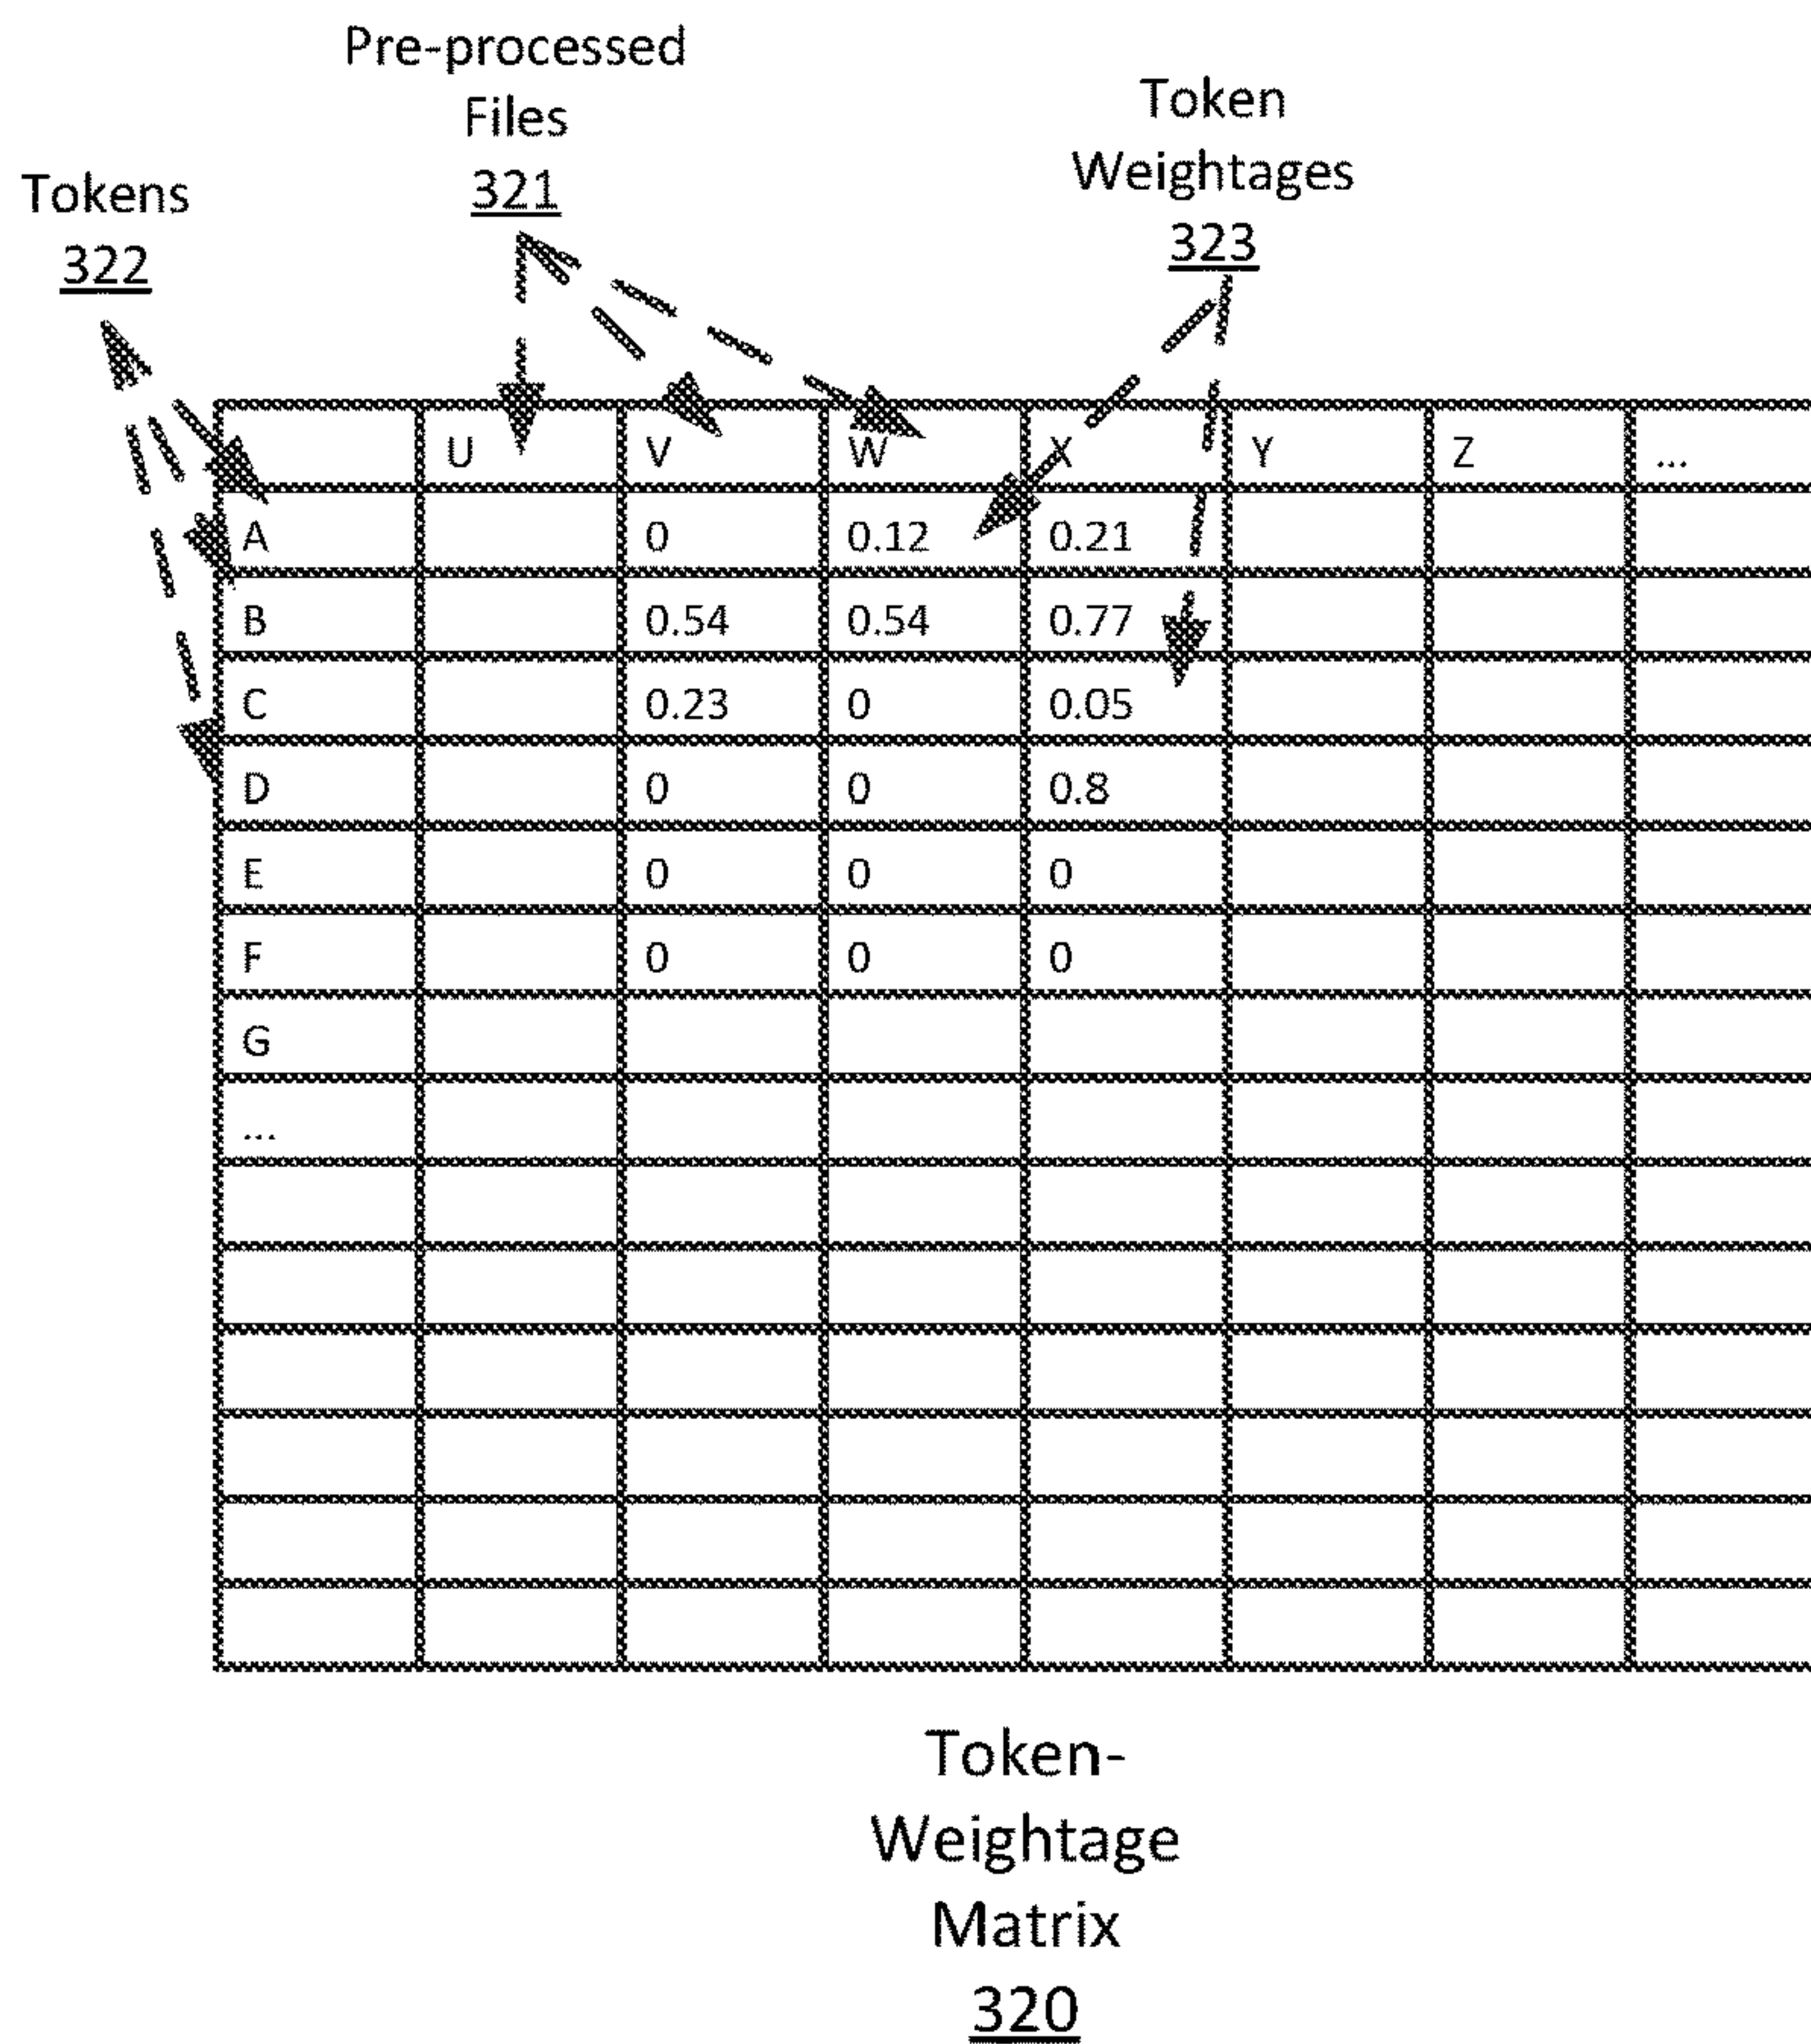 Pre-processed
Files
321
Token
Weightages
323
Tokens
322
U V W X Y Z ...
A 0 0.12 0.21
B 0.54 0.54 0.77
C 0.23 0 0.05
D 0 0 0.8
E 0 0 0
F 0 0 0
G
...
Token-
Weightage
Matrix
320